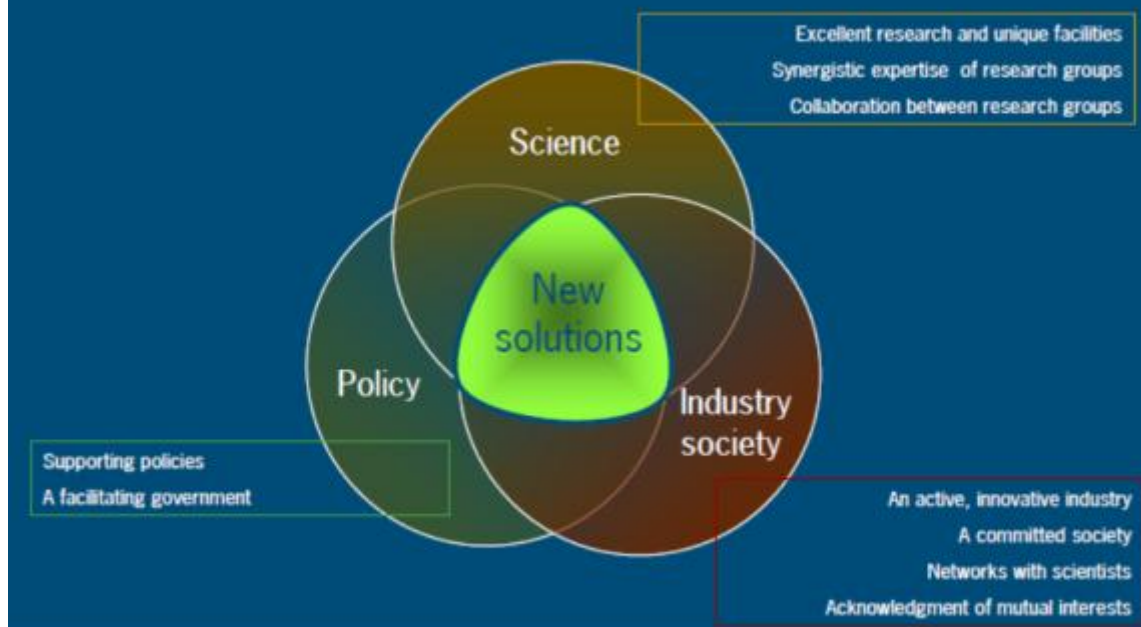 Excellent research and unique facilities
Synergistic expertise of research groups
Collaboration between research groups
Science
New
solutions
Policy
Industry
society
Supporting policies
A facilitating government
An active, innovative industry
A committed society
Networks with scientists
Acknowledgment of mutual interests